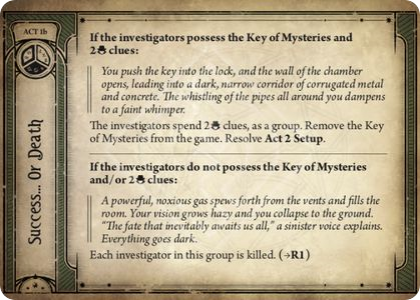 ACT 1b
Success... Or Death
If the investigators possess the Key of Mysteries and
2 clues:
You push the key into the lock, and the wall of the chamber
opens, leading into a dark, narrow corridor of corrugated metal
and concrete. The whistling of the pipes all around you dampens
to a faint whimper.
The investigators spend 2 clues, as a group. Remove the Key
of Mysteries from the game. Resolve Act 2 Setup.
If the investigators do not possess the Key of Mysteries
and/or 2 clues:
A powerful, noxious gas spews forth from the vents and fills the
room. Your vision grows hazy and you collapse to the ground.
“The fate that inevitably awaits us all,” a sinister voice explains.
Everything goes dark.
Each investigator in this group is killed. (→R1)